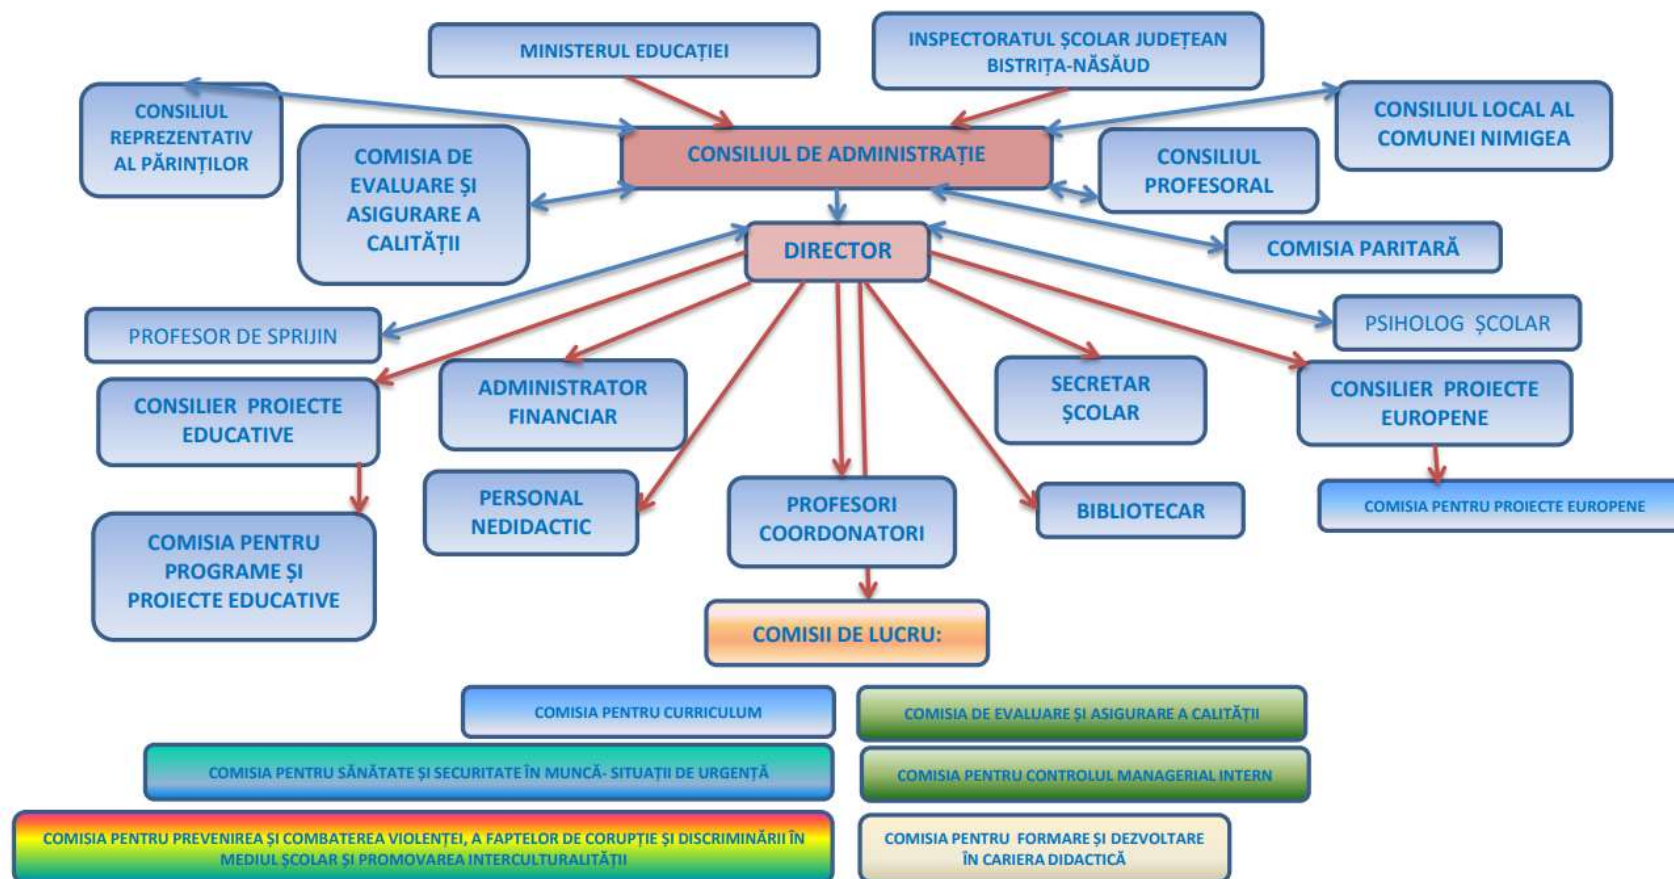 MINISTERUL EDUCAȚIEI
INSPECTORATUL ȘCOLAR JUDEȚEAN
BISTRIȚA-NĂSĂUD
CONSILIUL
REPREZENTATIV
AL PĂRINȚILOR
COMISIA DE
EVALUARE ȘI
ASIGURARE A
CALITĂȚII
CONSILIUL DE ADMINISTRAȚIE
CONSILIUL
PROFESORAL
CONSILIUL LOCAL AL
COMUNEI NIMIGEA
DIRECTOR
COMISIA PARITARĂ
PROFESOR DE SPRIJIN
PSIHOLOG ȘCOLAR
CONSILIER PROIECTE
EDUCATIVE
ADMINISTRATOR
FINANCIAR
SECRETAR
ȘCOLAR
CONSILIER PROIECTE
EUROPENE
PERSONAL
NEDIDACTIC
PROFESORI
COORDONATORI
BIBLIOTECAR
COMISIA PENTRU PROIECTE EUROPENE
COMISIA PENTRU
PROGRAME ȘI
PROIECTE EDUCATIVE
COMISII DE LUCRU:
COMISIA PENTRU CURRICULUM
COMISIA DE EVALUARE ȘI ASIGURARE A CALITĂȚII
COMISIA PENTRU SĂNĂTATE ȘI SECURITATE ÎN MUNCĂ- SITUAȚII DE URGENȚĂ
COMISIA PENTRU CONTROLUL MANAGERIAL INTERN
COMISIA PENTRU PREVENIREA ȘI COMBATEREA VIOLENȚEI, A FAPTELOR DE CORUPȚIE ȘI DISCRIMINĂRII ÎN
MEDIUL ȘCOLAR ȘI PROMOVAREA INTERCULTURALITĂȚII
COMISIA PENTRU FORMARE ȘI DEZVOLTARE
ÎN CARIERA DIDACTICĂ